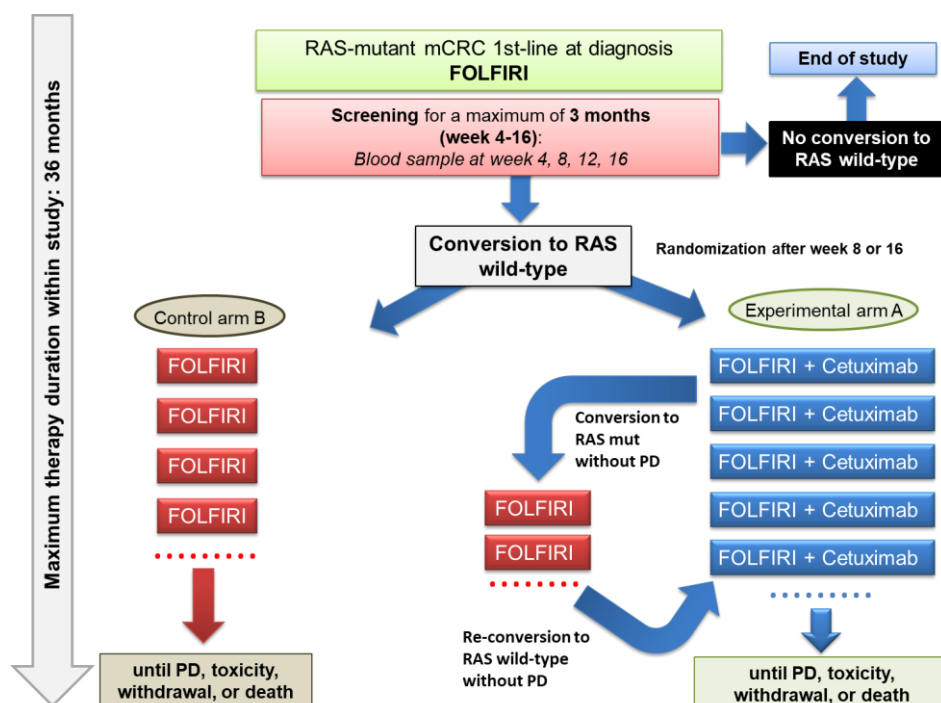 RAS-mutant mCRC 1st-line at diagnosis
FOLFIRI
End of study
Screening for a maximum of 3 months
(week 4-16):
Blood sample at week 4, 8, 12, 16
No conversion to
RAS wild-type
Maximum therapy duration within study: 36 months
Conversion to RAS
wild-type
Randomization after week 8 or 16
Control arm B
Experimental arm A
FOLFIRI
FOLFIRI
FOLFIRI
FOLFIRI
FOLFIRI + Cetuximab
FOLFIRI + Cetuximab
FOLFIRI + Cetuximab
FOLFIRI + Cetuximab
FOLFIRI + Cetuximab
Conversion to
RAS mut
without PD
FOLFIRI
FOLFIRI
Re-conversion to
RAS wild-type
without PD
until PD, toxicity,
withdrawal, or death
until PD, toxicity,
withdrawal, or death